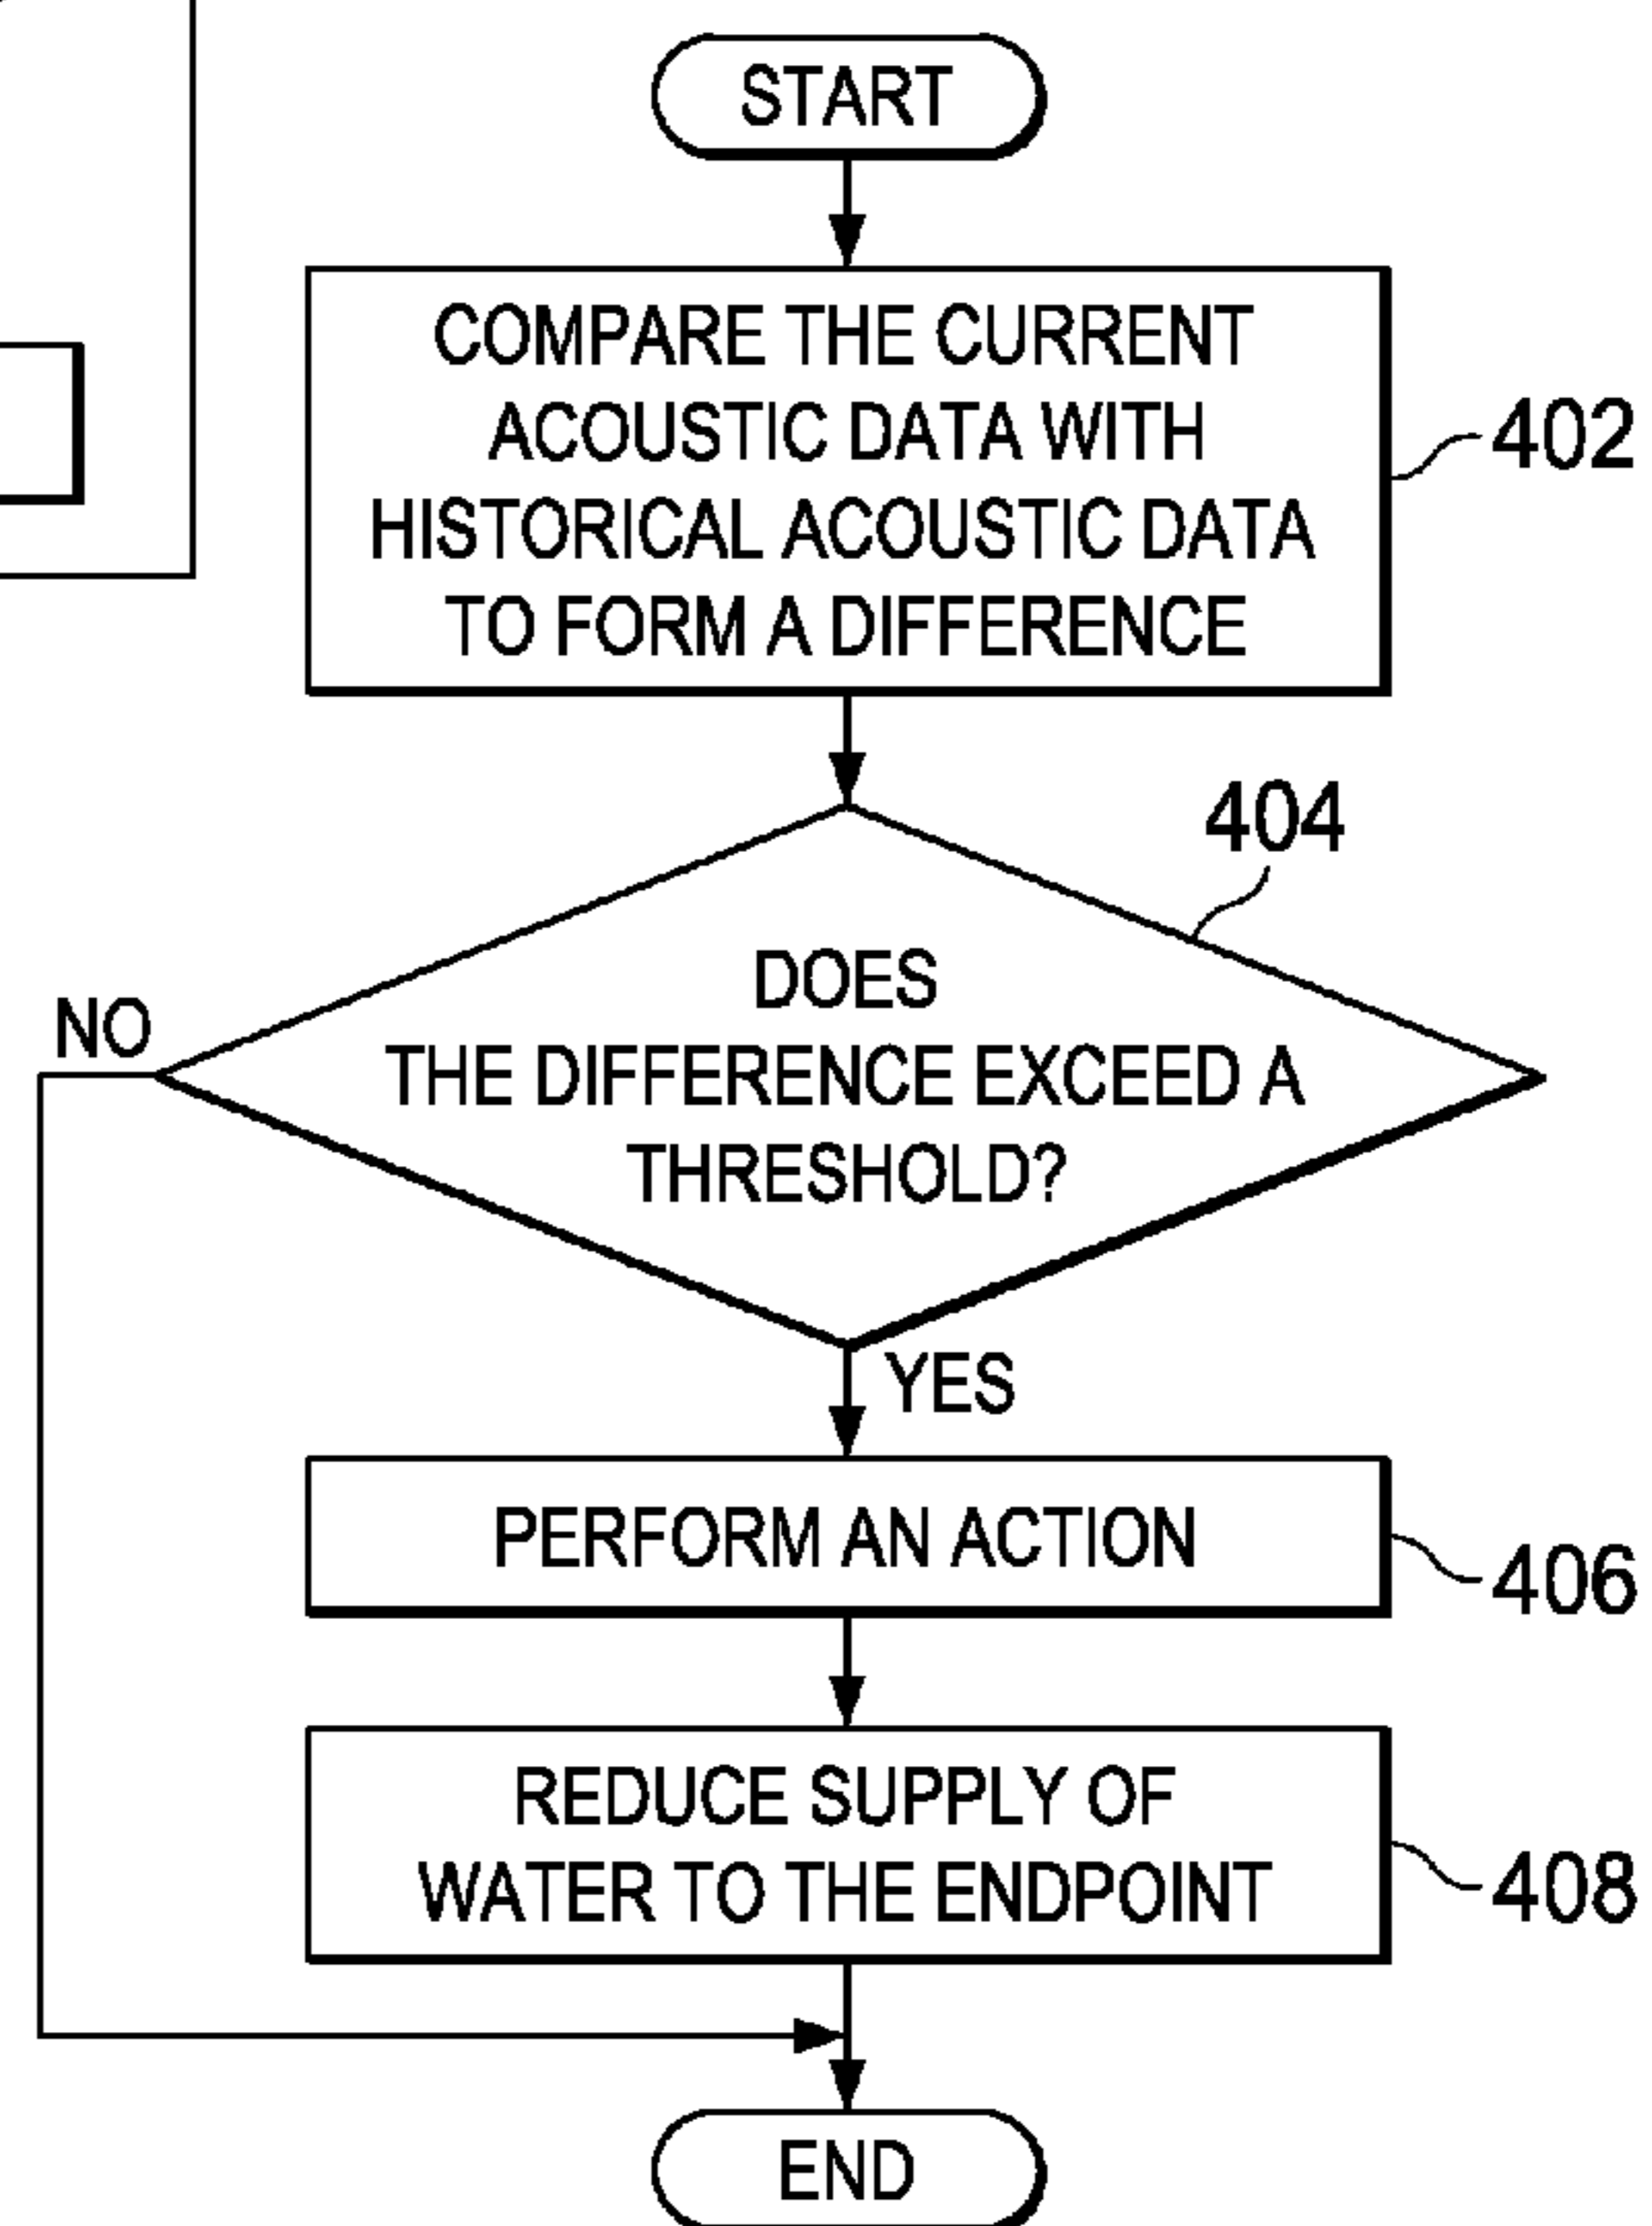 START
COMPARE THE CURRENT
ACOUSTIC DATA WITH
HISTORICAL ACOUSTIC DATA
TO FORM A DIFFERENCE
402
404
DOES
THE DIFFERENCE EXCEED A
THRESHOLD?
NO
YES
PERFORM AN ACTION
406
REDUCE SUPPLY OF
WATER TO THE ENDPOINT
408
END